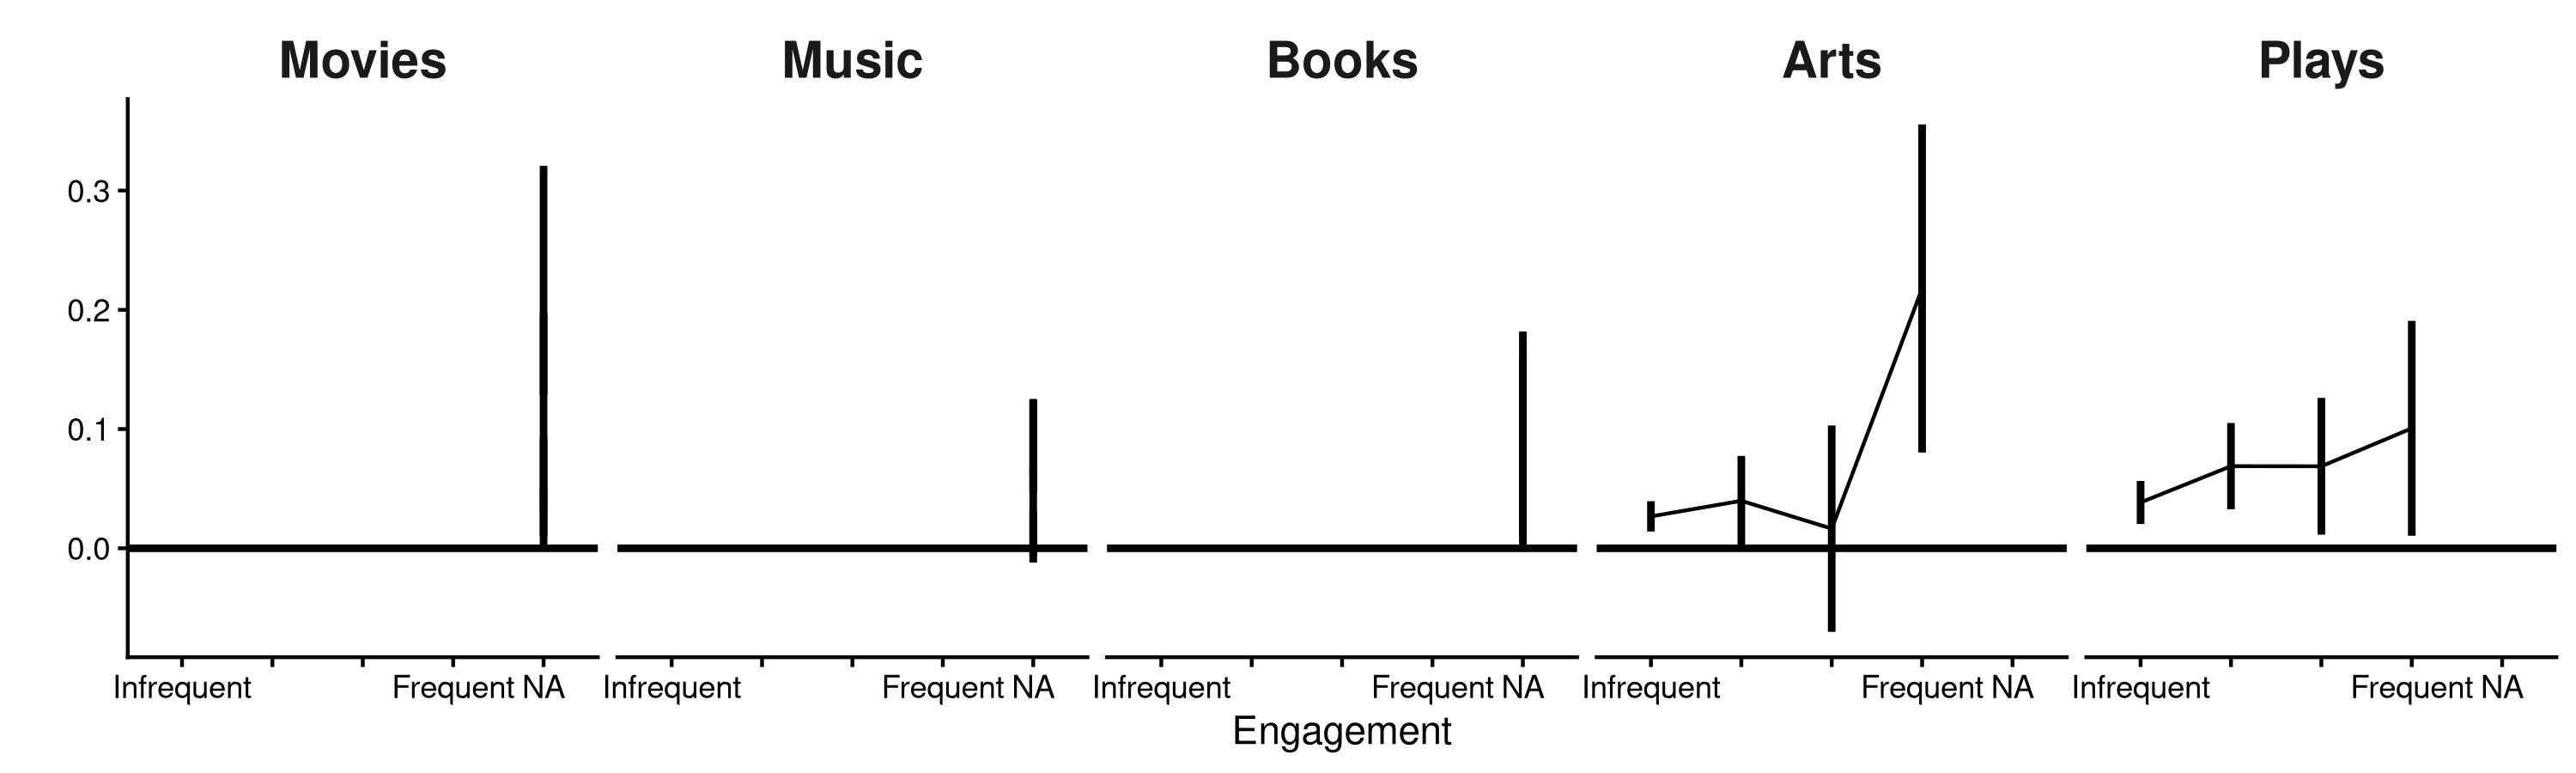 Movies Music Books Arts Plays
0.3
0.2
0.1
0.0
Infrequent Frequent NA Infrequent Frequent NA Infrequent Frequent NA Infrequent Frequent NA Infrequent Frequent NA
Engagement